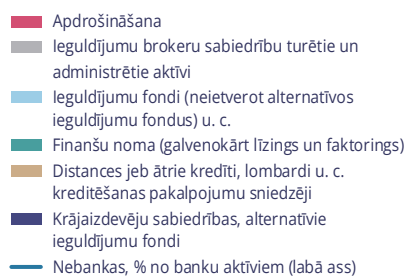 Apdrošināšana
Ieguldījumu brokeru sabiedrību turētie un
administrētie aktīvi
Ieguldījumu fondi (neietverot alternatīvos
ieguldījumu fondus) u. c.
Finanšu noma (galvenokārt līzings un faktorings)
Distances jeb ātrie kredīti, lombardi u. c.
kreditēšanas pakalpojumu sniedzēji
Krājaizdevēju sabiedrības, alternatīvie
ieguldījumu fondi
Nebankas, % no banku aktīviem (labā ass)